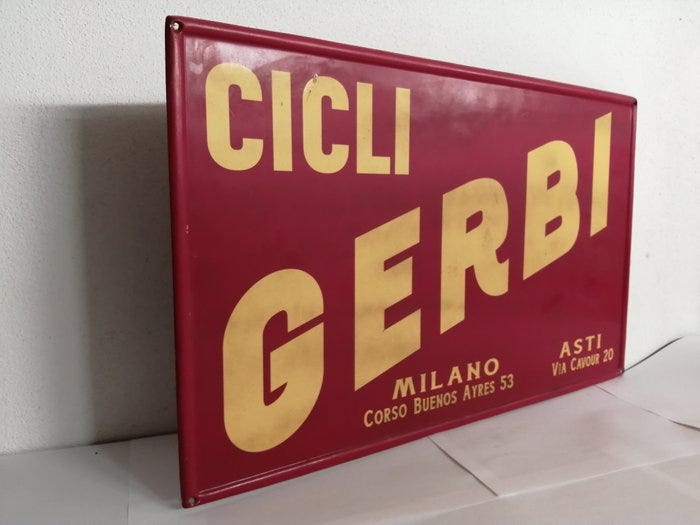 CICLI
GERBI
MILANO
CORSO BUENOS AYRES 53
ASTI
VIA CAVOUR 20